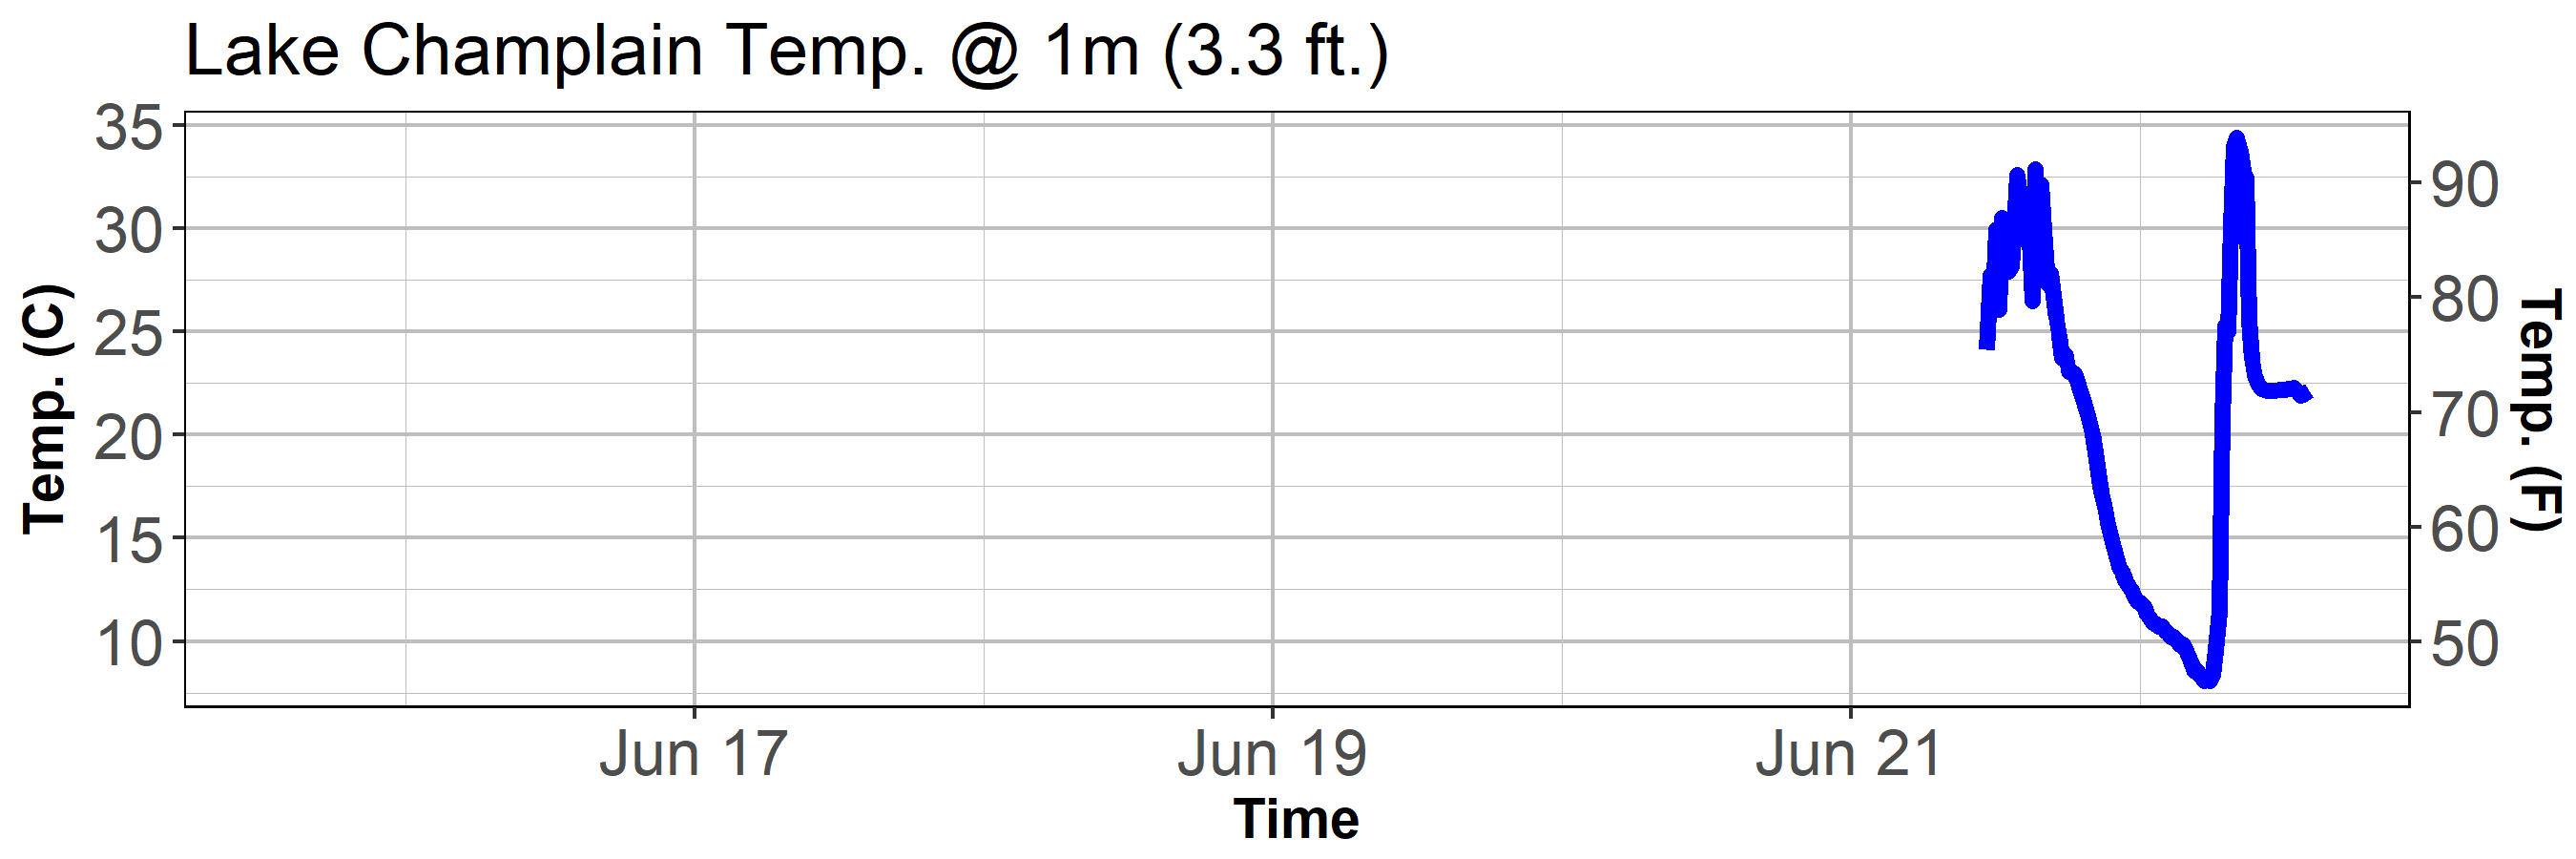 Lake Champlain Temp. @ 1m (3.3 ft.)
35
30
25
20
15
10
Temp. (C)
90
80
70
60
50
Temp. (F)
Jun 17
Jun 19
Jun 21
Time